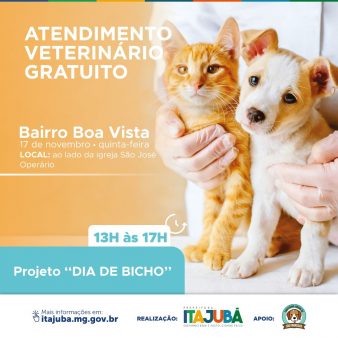 ATENDIMENTO
VETERINÁRIO
GRATUITO
Bairro Boa Vista
17 de novembro • quinta-feira
LOCAL: ao lado da igreja São José
Operário
13H às 17H
Projeto "DIA DE BICHO"
Mais informações em:
itajuba.mg.gov.br
REALIZAÇÃO:
PREFEITURA
ITAJUBÁ
APOIO: